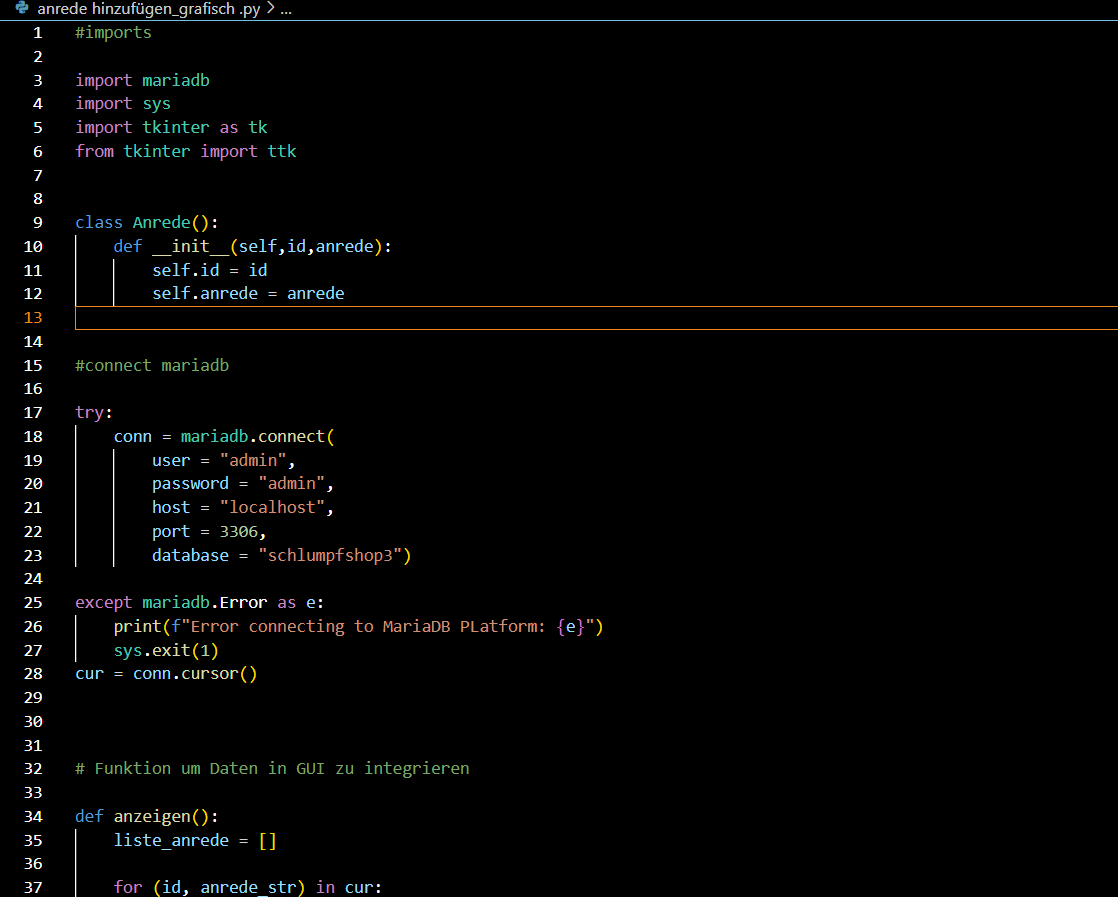 anrede hinzufügen_grafisch .py > ...
1 #imports
2
3 import mariadb
4 import sys
5 import tkinter as tk
6 from tkinter import ttk
7
8
9 class Anrede():
10     def __init__(self,id,anrede):
11         self.id = id
12         self.anrede = anrede
13
14
15 #connect mariadb
16
17 try:
18     conn = mariadb.connect(
19         user = "admin",
20         password = "admin",
21         host = "localhost",
22         port = 3306,
23         database = "schlumpfshop3")
24
25 except mariadb.Error as e:
26     print(f"Error connecting to MariaDB PLatform: {e}")
27     sys.exit(1)
28 cur = conn.cursor()
29
30
31
32 # Funktion um Daten in GUI zu integrieren
33
34 def anzeigen():
35     liste_anrede = []
36
37     for (id, anrede_str) in cur: